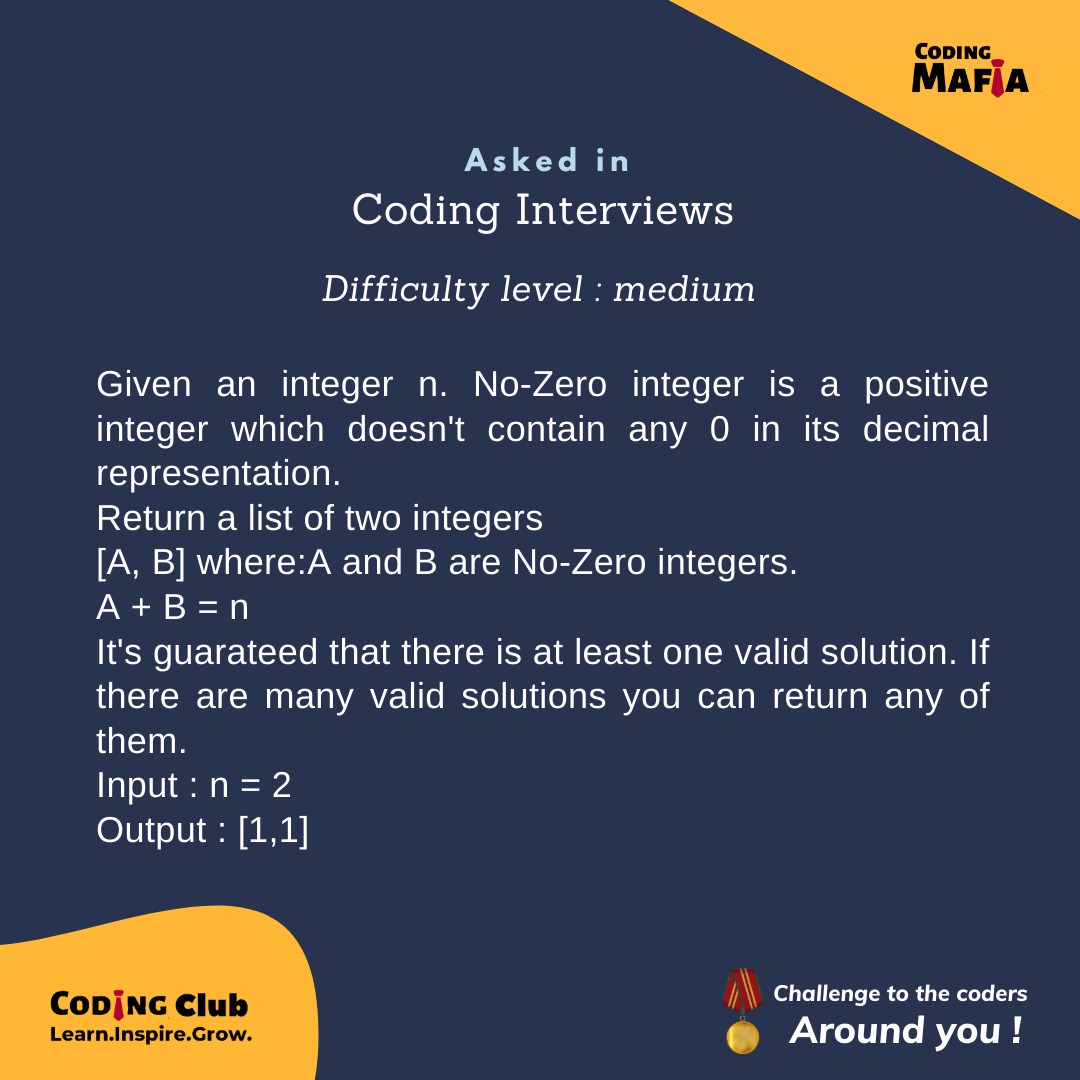 CODING
MAFIA
Asked in
Coding Interviews
Difficulty level : medium
Given an integer n. No-Zero integer is a positive
integer which doesn't contain any 0 in its decimal
representation.
Return a list of two integers
[A, B] where:A and B are No-Zero integers.
A + B = n
It's guarateed that there is at least one valid solution. If
there are many valid solutions you can return any of
them.
Input : n = 2
Output : [1,1]
CODING Club
Learn.Inspire.Grow.
Challenge to the coders
Around you !